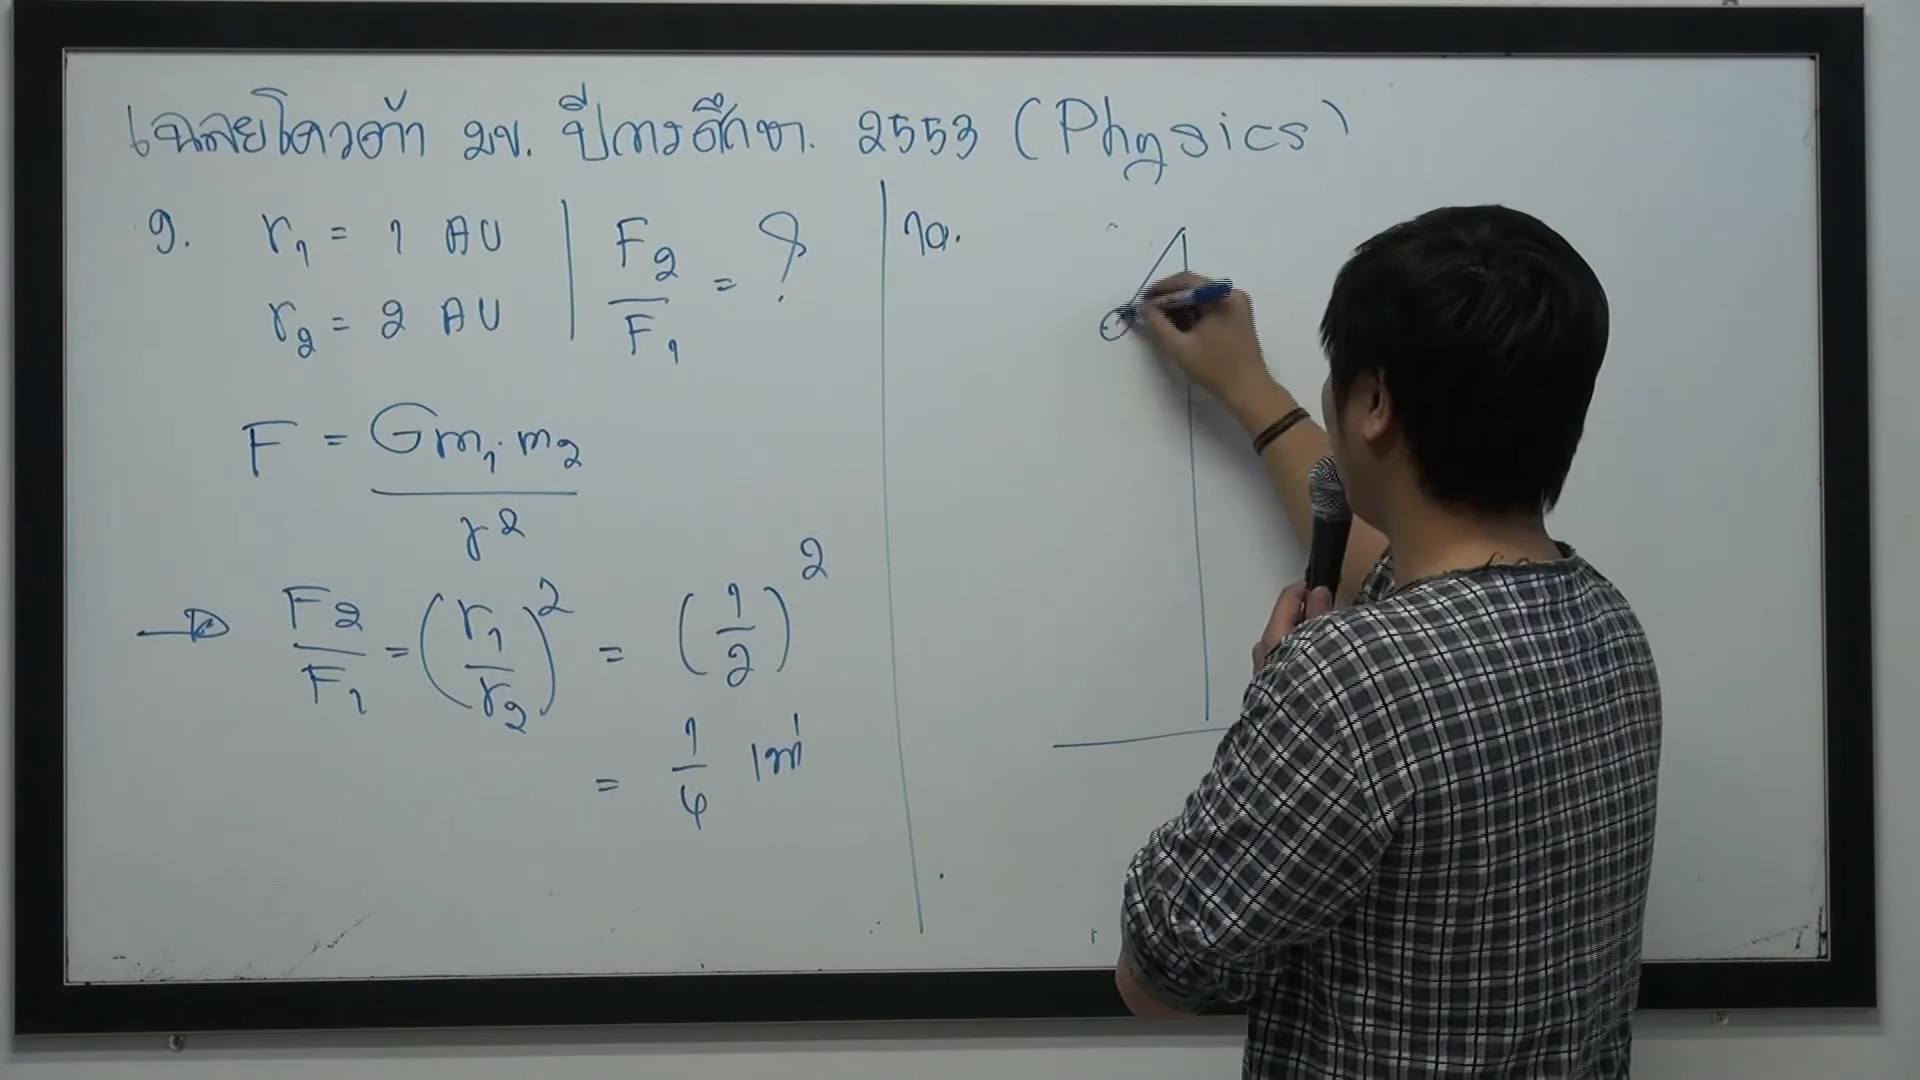 เฉลยโควต้า มข. ปีการศึกษา. 2553 (Physics)
9. r₁ = 1 AU
r₂ = 2 AU
F₂/F₁ = ?
F = Gm₁.m₂/r²
→ F₂/F₁ = (r₁/r₂)² = (1/2)²
= 1/4 เท่า
10.